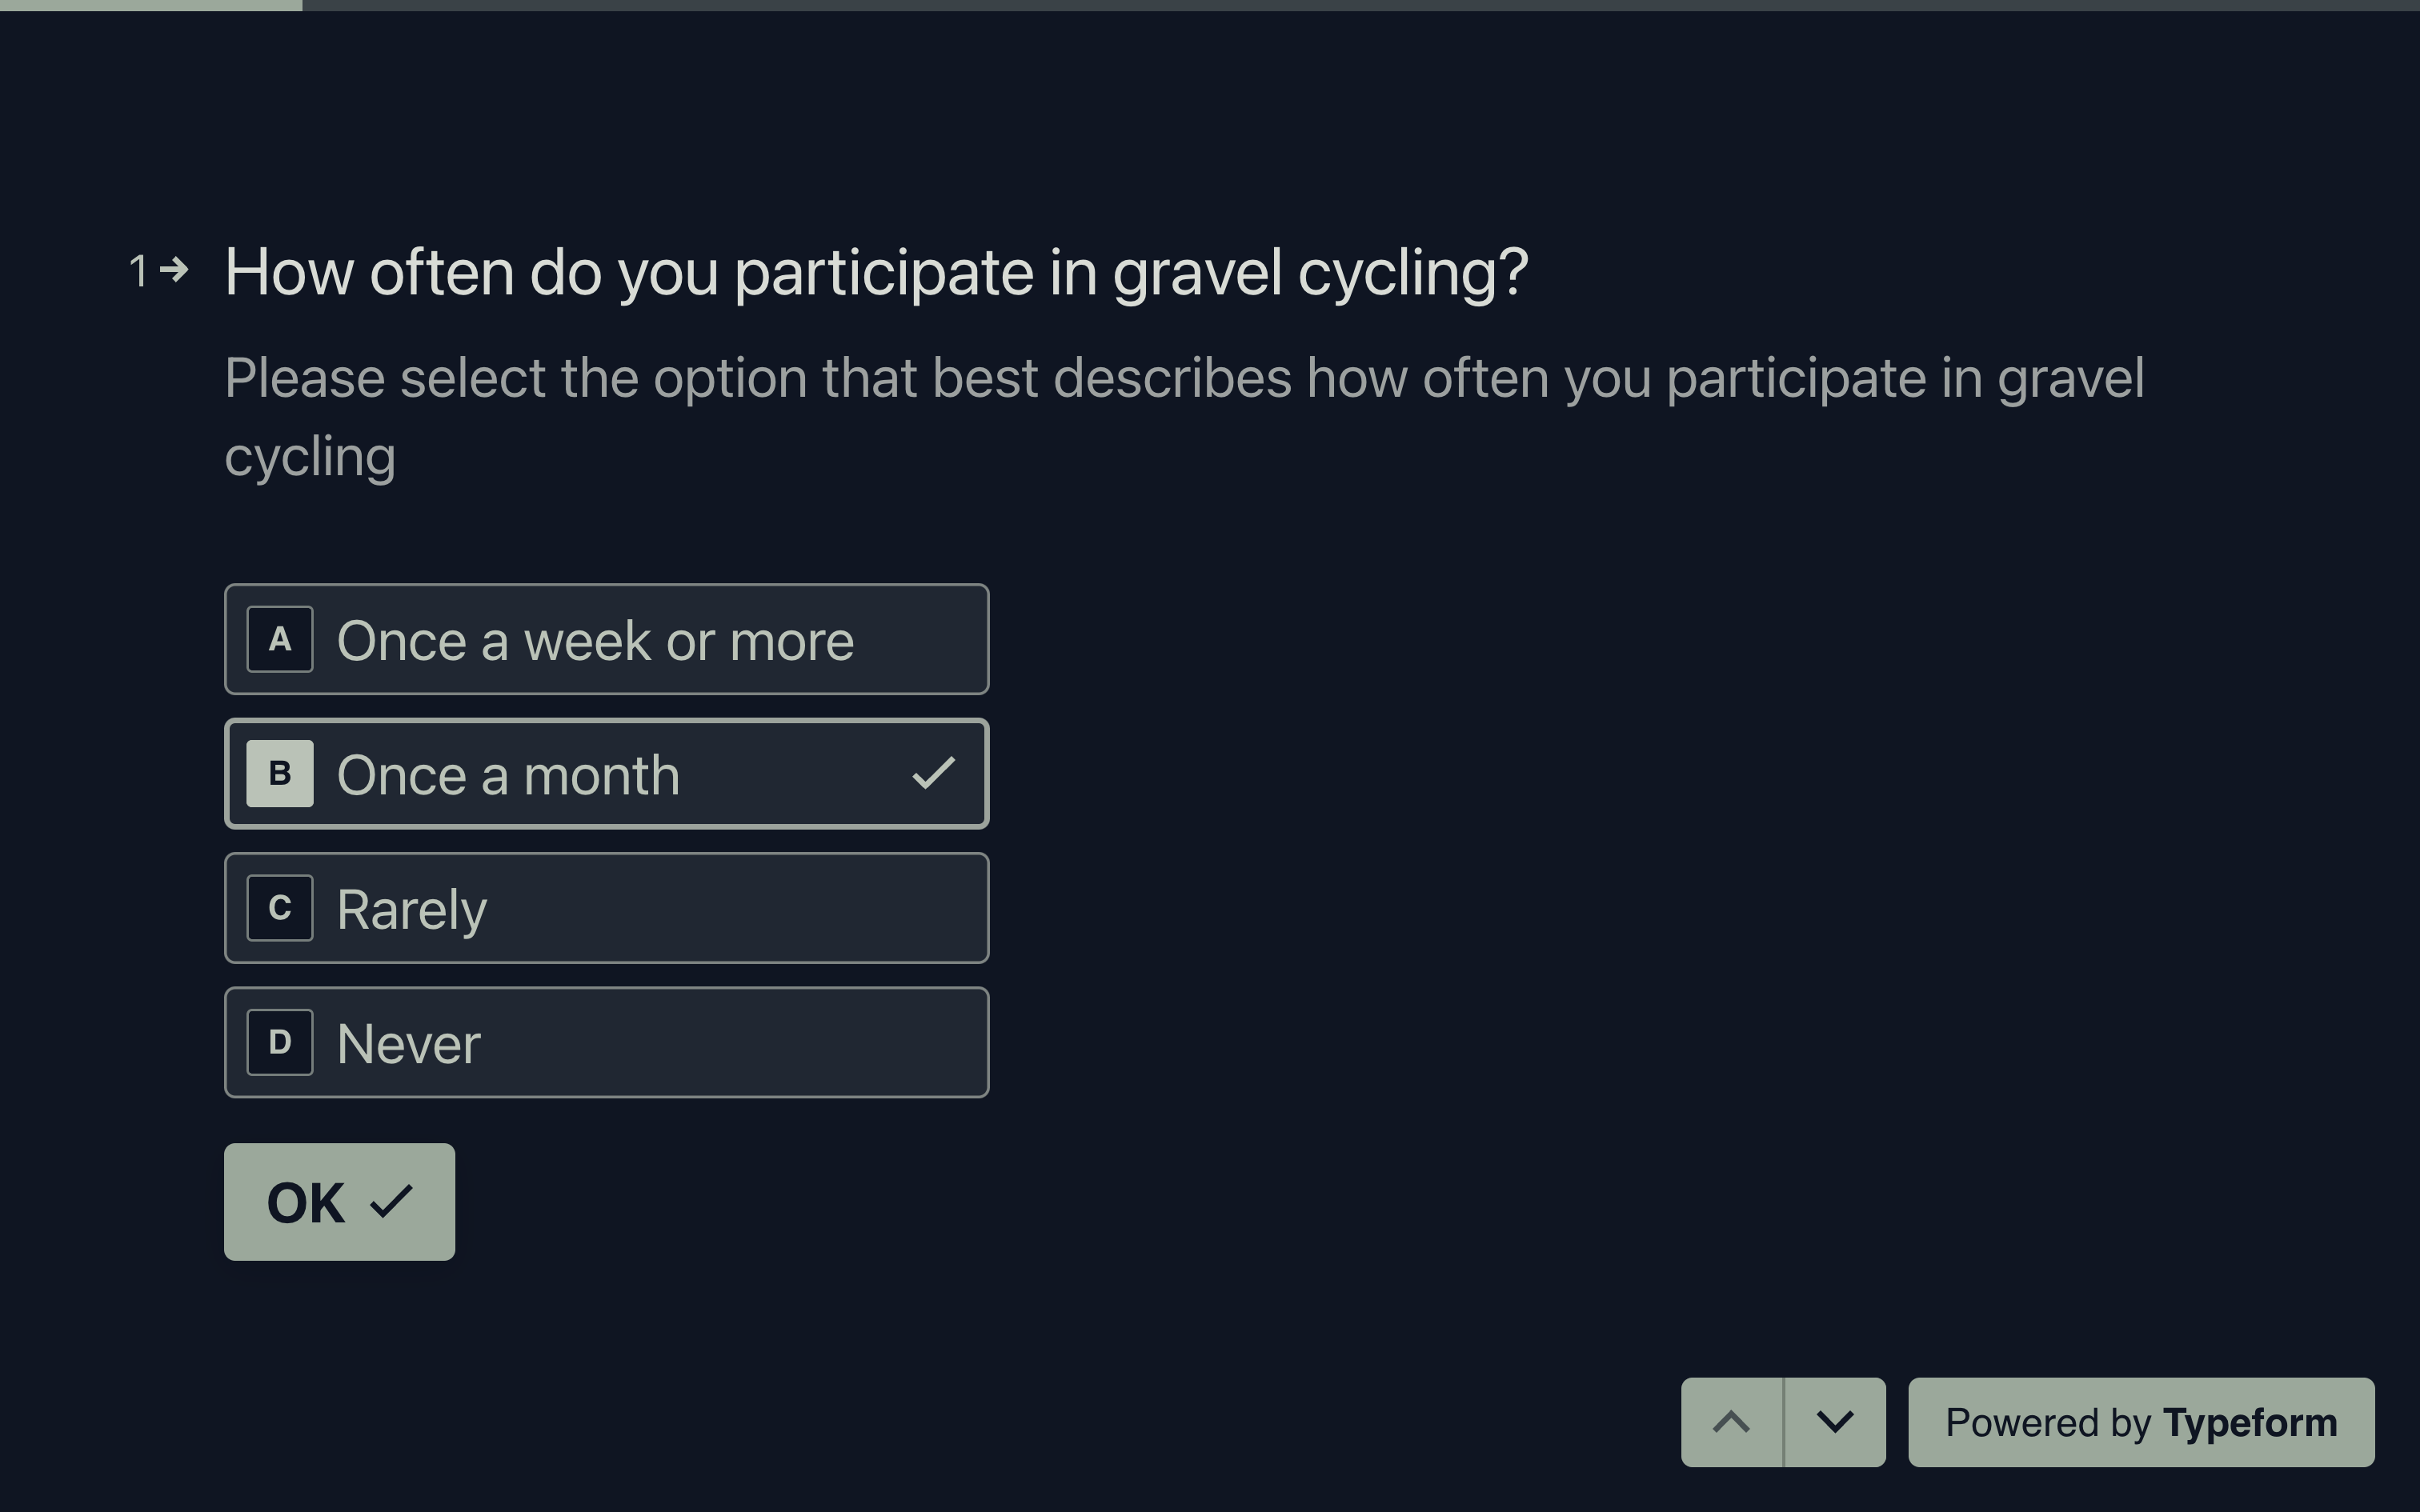 1
How often do you participate in gravel cycling?
Please select the option that best describes how often you participate in gravel
cycling
A Once a week or more
B Once a month
C Rarely
D Never
OK
Powered by Typeform